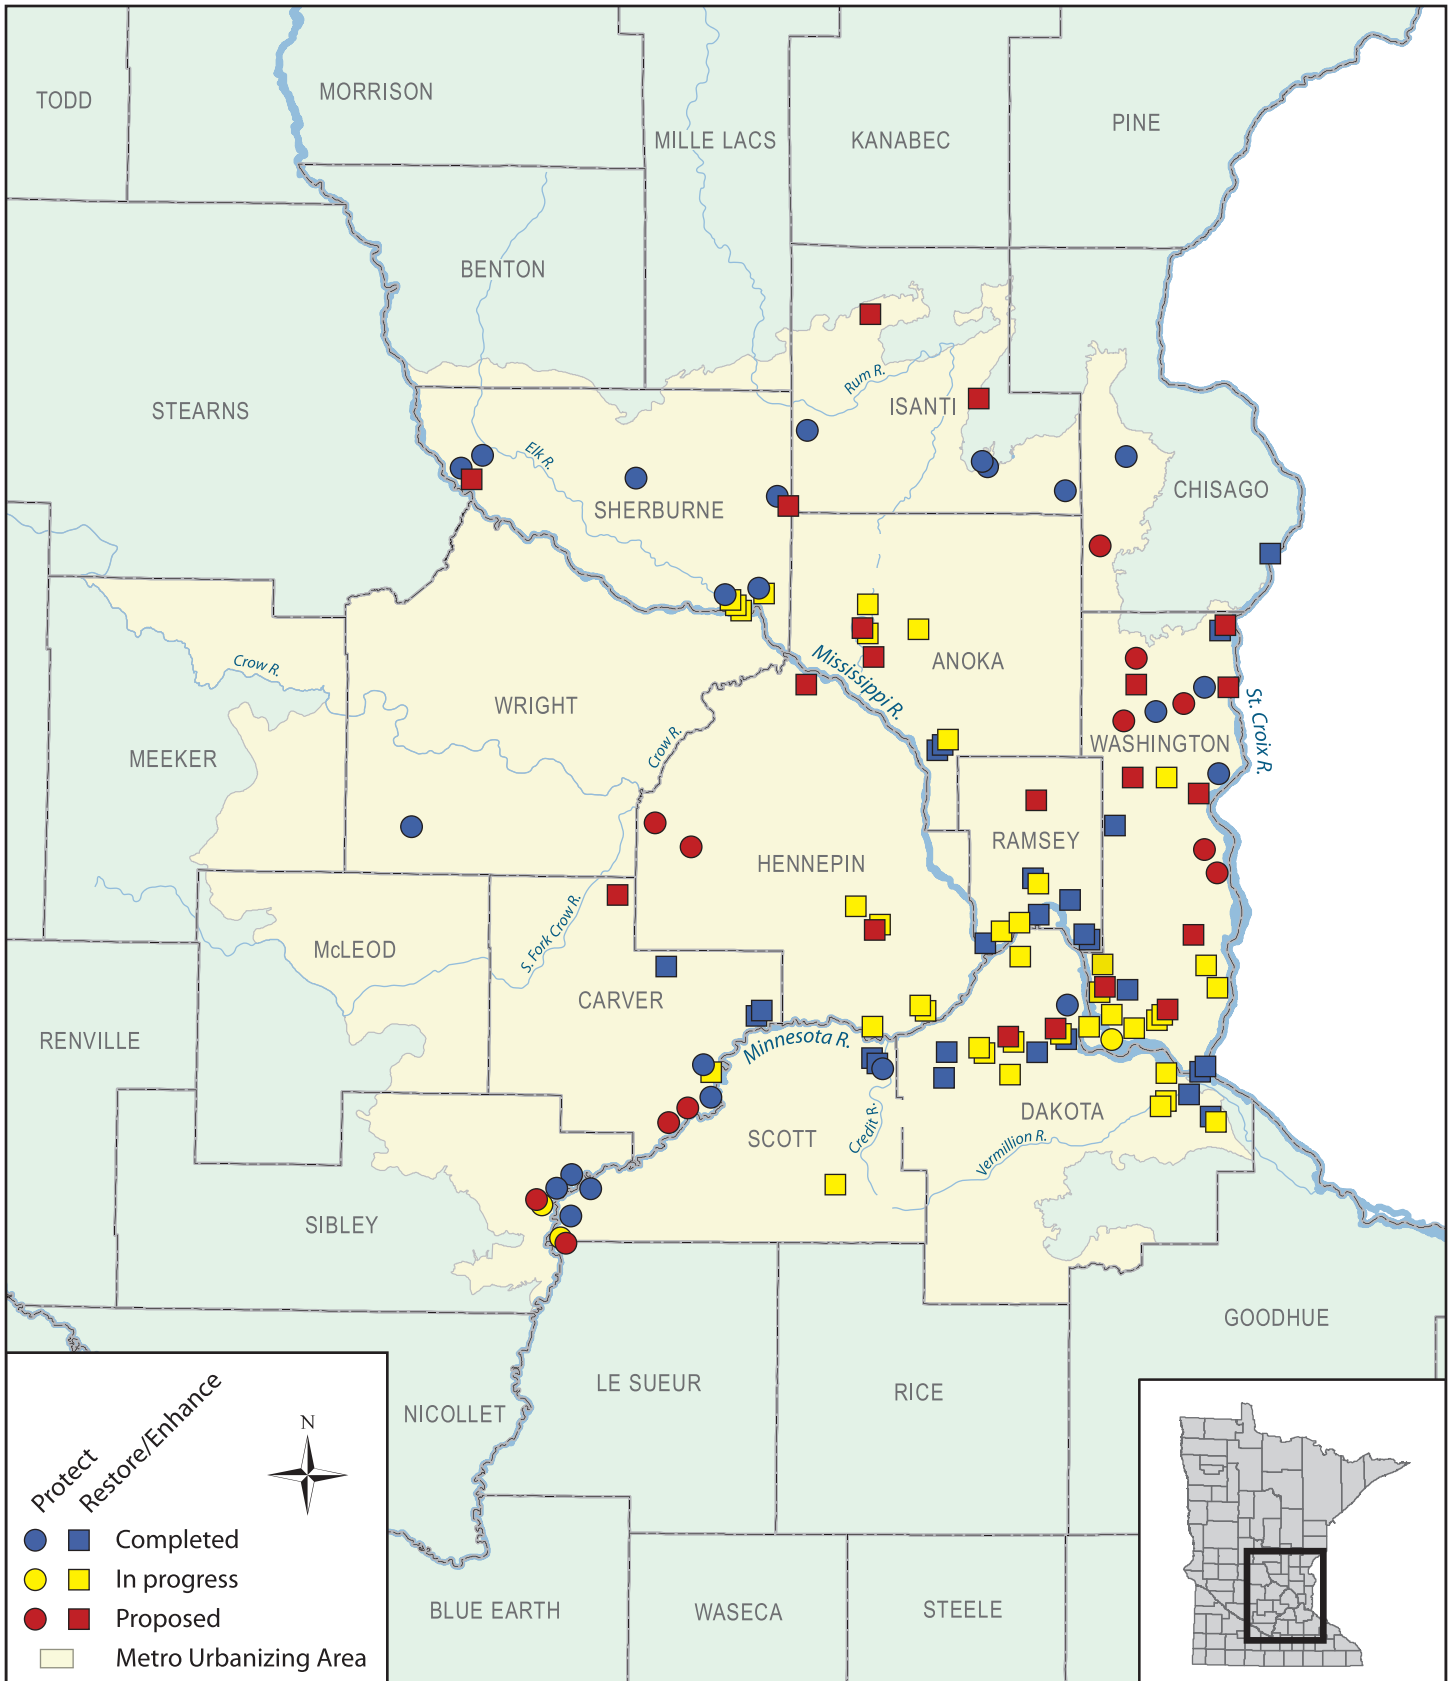 TODD
MORRISON
MILLE LACS
KANABEC
PINE
BENTON
STEARNS
Rum R.
ISANTI
Elk R.
SHERBURNE
CHISAGO
Crow R.
WRIGHT
Mississippi R.
ANOKA
MEEKER
Crow R.
WASHINGTON
St. Croix R.
HENNEPIN
RAMSEY
McLEOD
S. Fork Crow R.
CARVER
RENVILLE
Minnesota R.
SCOTT
Credit R.
DAKOTA
Vermillion R.
SIBLEY
GOODHUE
LE SUEUR
RICE
NICOLLET
BLUE EARTH
WASECA
STEELE
N
Protect
Restore/Enhance
Completed
In progress
Proposed
Metro Urbanizing Area